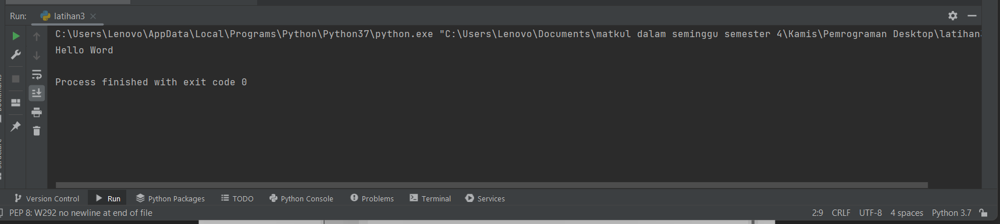 Run: latihan3
C:\Users\Lenovo\AppData\Local\Programs\Python\Python37\python.exe "C:\Users\Lenovo\Documents\matkul dalam seminggu semester 4\Kamis\Pemrograman Desktop\latihan
Hello Word
Process finished with exit code 0
Version Control Run Python Packages TODO Python Console Problems Terminal Services
PEP 8: W292 no newline at end of file 2:9 CRLF UTF-8 4 spaces Python 3.7